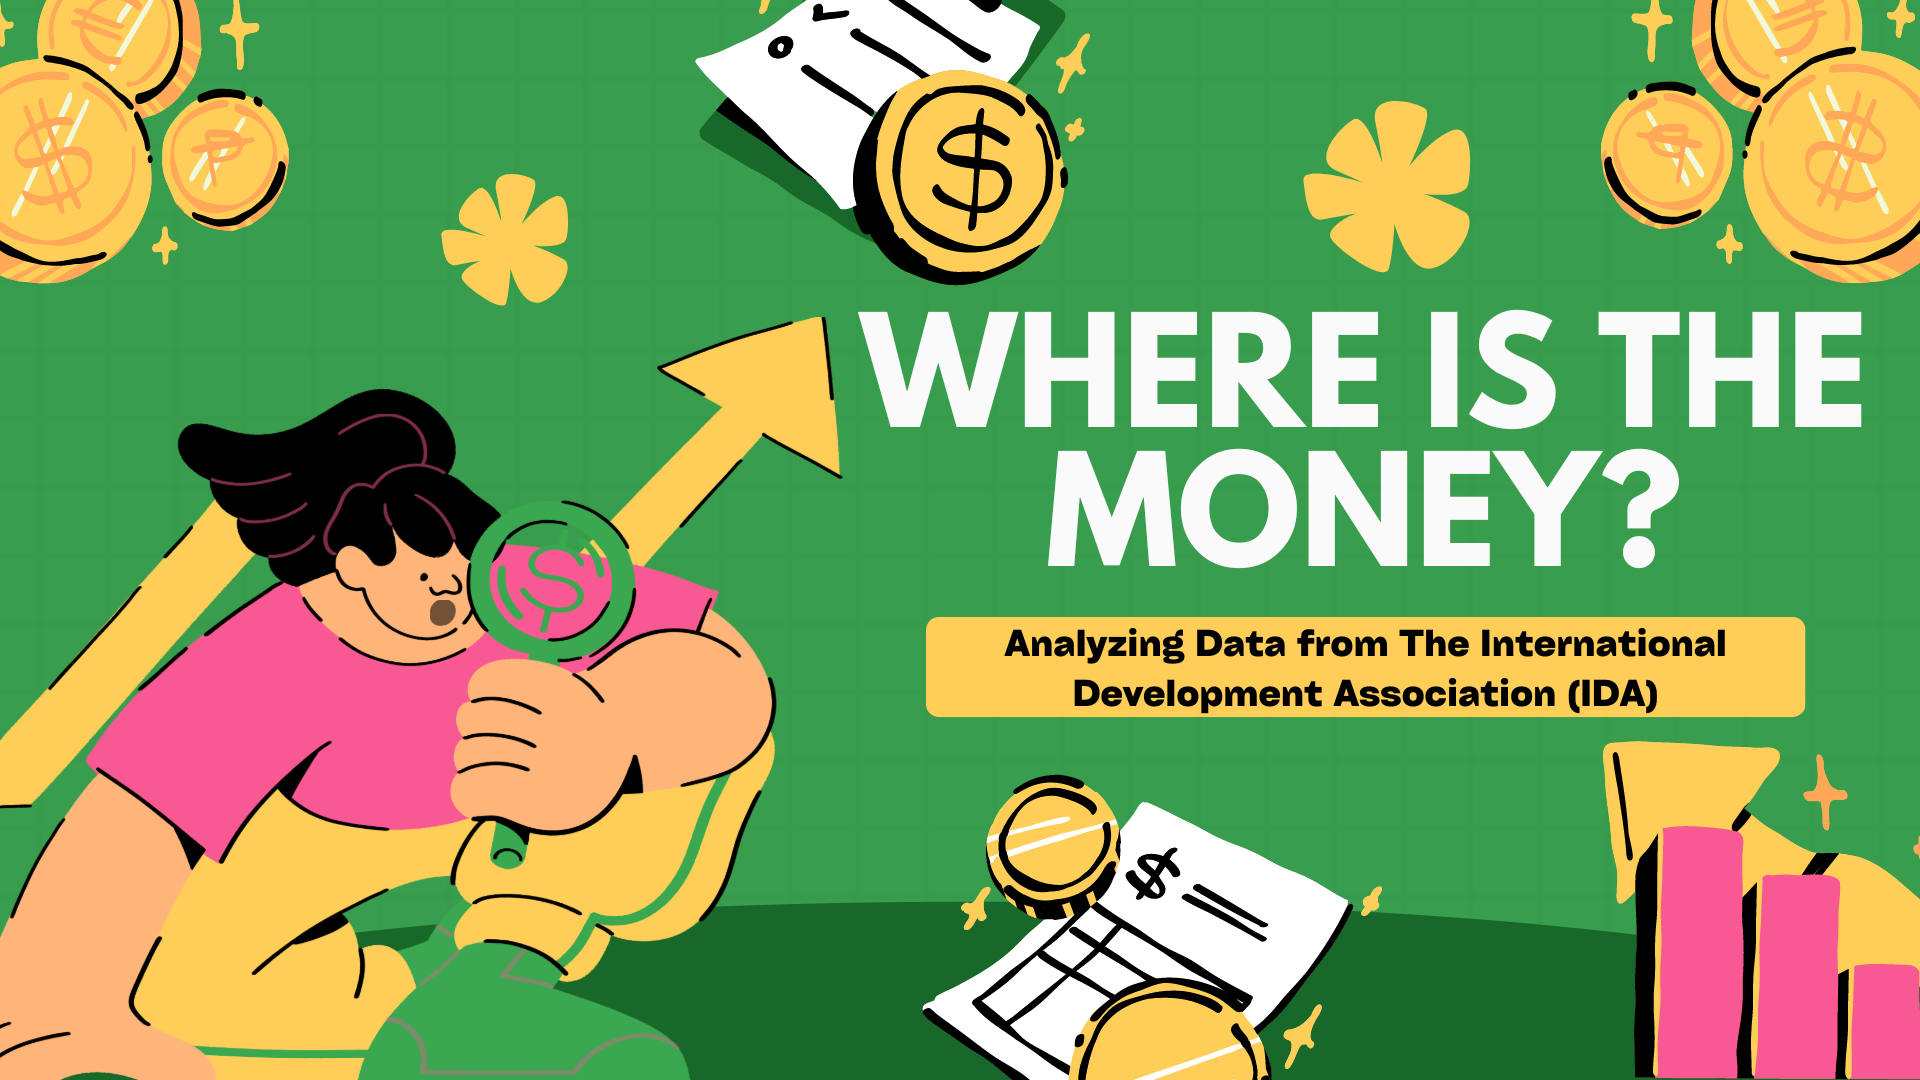 WHERE IS THE
MONEY?
Analyzing Data from The International
Development Association (IDA)